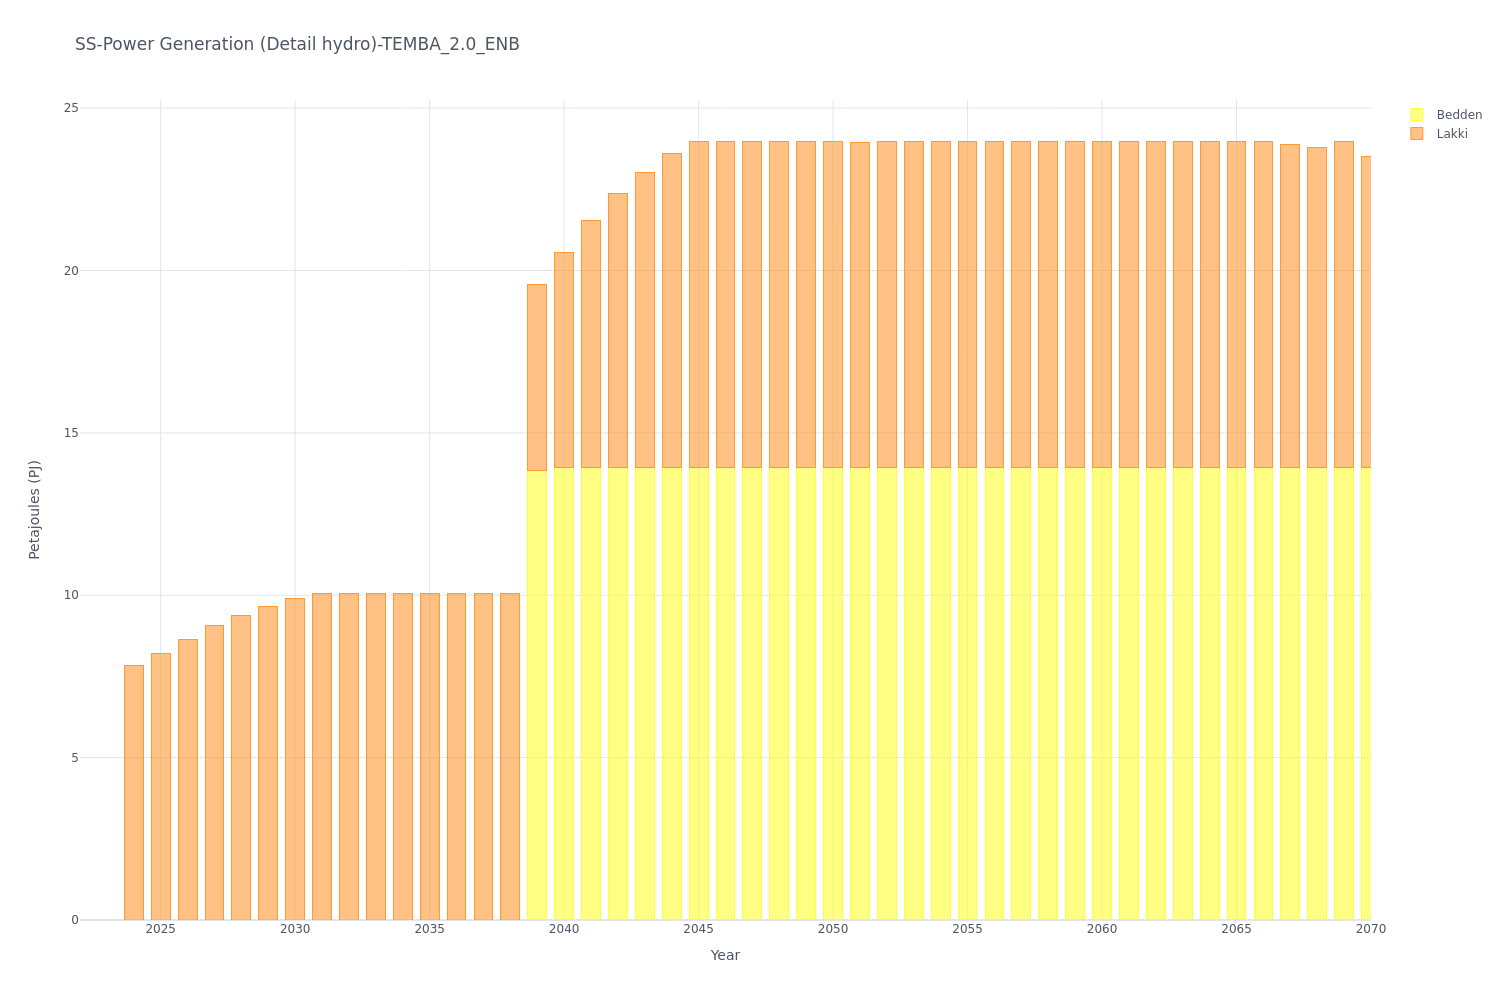 SS-Power Generation (Detail hydro)-TEMBA_2.0_ENB
25
20
15
10
5
0
Petajoules (PJ)
2025 2030 2035 2040 2045 2050 2055 2060 2065 2070
Year
Bedden
Lakki